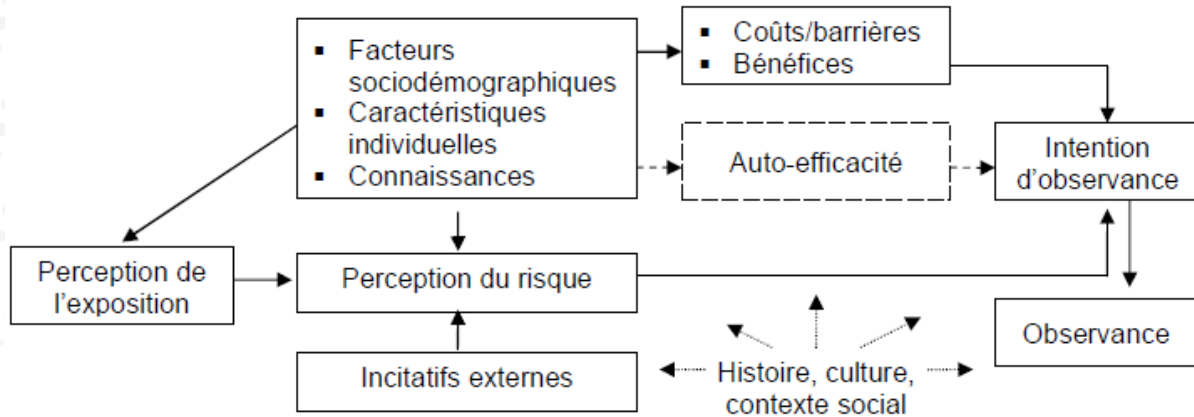 ▪ Facteurs
sociodémographiques
▪ Caractéristiques
individuelles
▪ Connaissances
▪ Coûts/barrières
▪ Bénéfices
Auto-efficacité
Intention
d'observance
Perception de
l'exposition
Perception du risque
Observance
Incitatifs externes
Histoire, culture,
contexte social